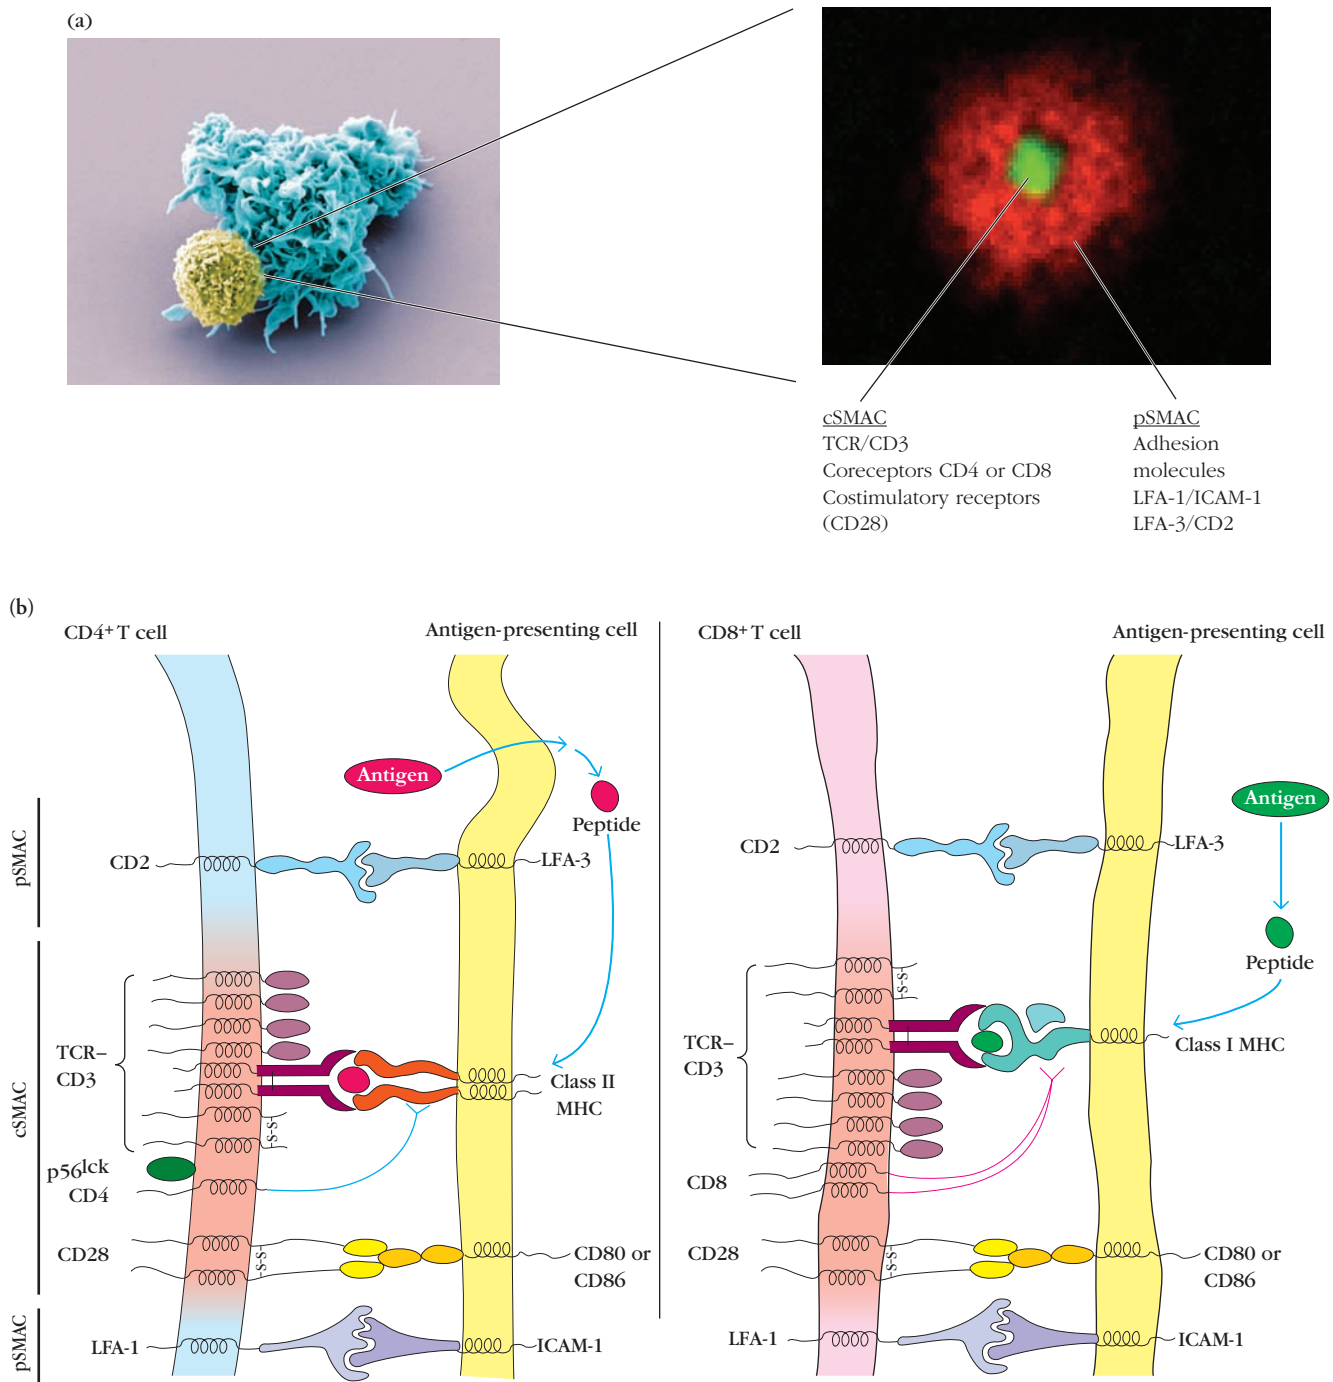 (a)
cSMAC
TCR/CD3
Coreceptors CD4 or CD8
Costimulatory receptors
(CD28)
pSMAC
Adhesion
molecules
LFA-1/ICAM-1
LFA-3/CD2
(b)
CD4+ T cell
Antigen-presenting cell
Antigen
Peptide
pSMAC
CD2
LFA-3
cSMAC
TCR–
CD3
Class II
MHC
-S-S-
p56lck
CD4
CD28
-S-S-
CD80 or
CD86
pSMAC
LFA-1
ICAM-1
CD8+ T cell
Antigen-presenting cell
Antigen
CD2
LFA-3
Peptide
-S-S-
TCR–
CD3
Class I MHC
CD8
CD28
-S-S-
CD80 or
CD86
LFA-1
ICAM-1